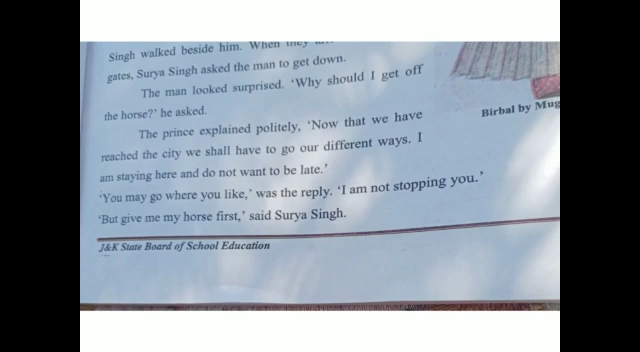 Singh walked beside him. When they
gates, Surya Singh asked the man to get down.
The man looked surprised. ‘Why should I get off
the horse?’ he asked.
The prince explained politely, ‘Now that we have
reached the city we shall have to go our different ways. I
am staying here and do not want to be late.’
‘You may go where you like,’ was the reply. ‘I am not stopping you.’
‘But give me my horse first,’ said Surya Singh.
Birbal by Mug
J&K State Board of School Education